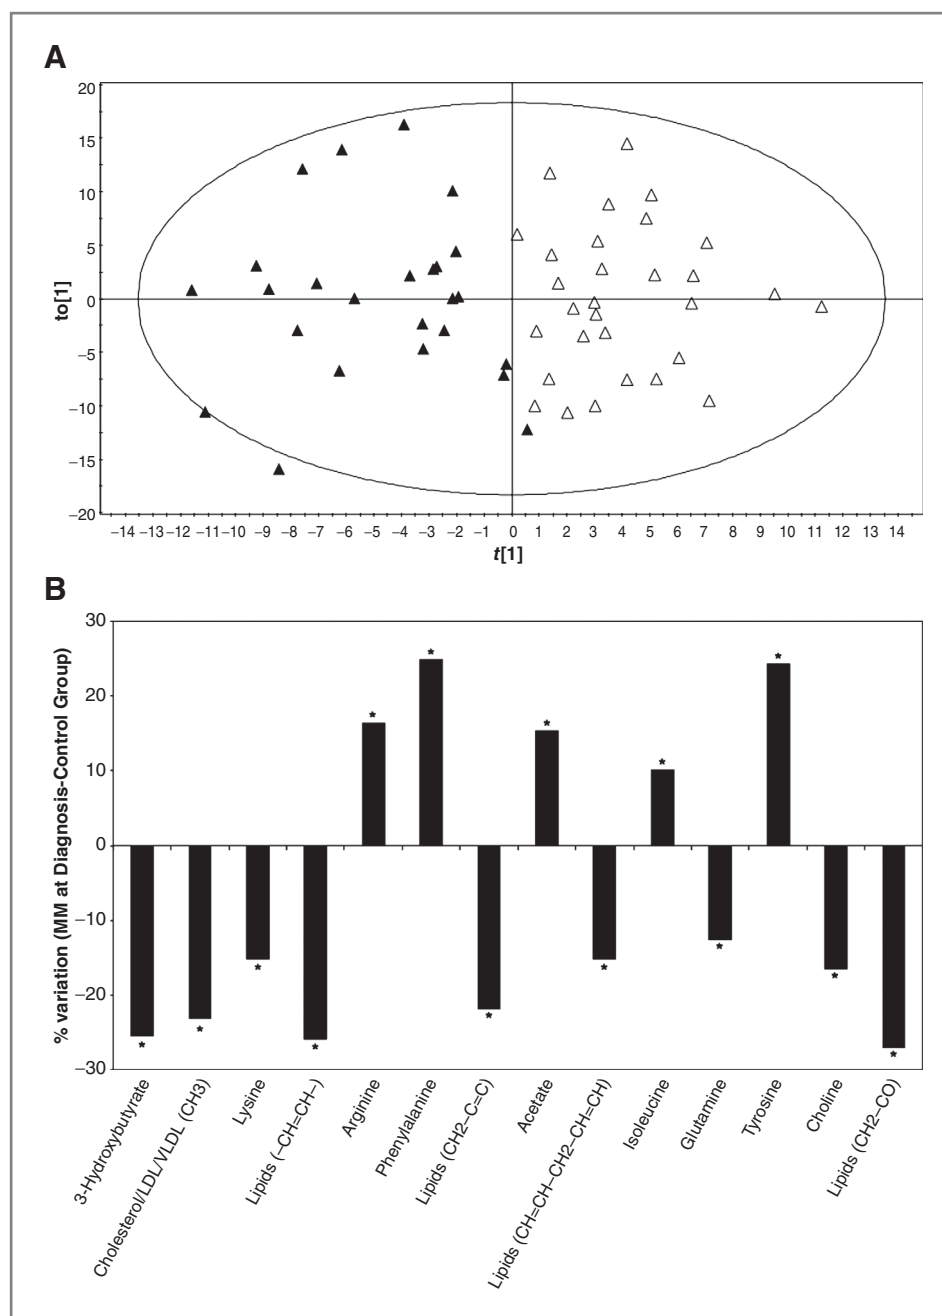 A
20
15
10
5
0
−5
−10
−15
−20
to[1]
−14 −13 −12 −11 −10 −9 −8 −7 −6 −5 −4 −3 −2 −1 0 1 2 3 4 5 6 7 8 9 10 11 12 13 14
t[1]
B
30
20
10
0
−10
−20
−30
% variation (MM at Diagnosis-Control Group)
* * * * * * * * * * * * * *
3-Hydroxybutyrate
Cholesterol/LDL/VLDL (CH3)
Lysine
Lipids (−CH=CH−)
Arginine
Phenylalanine
Lipids (CH2−C=C)
Acetate
Lipids (CH=CH−CH2−CH=CH)
Isoleucine
Glutamine
Tyrosine
Choline
Lipids (CH2−CO)